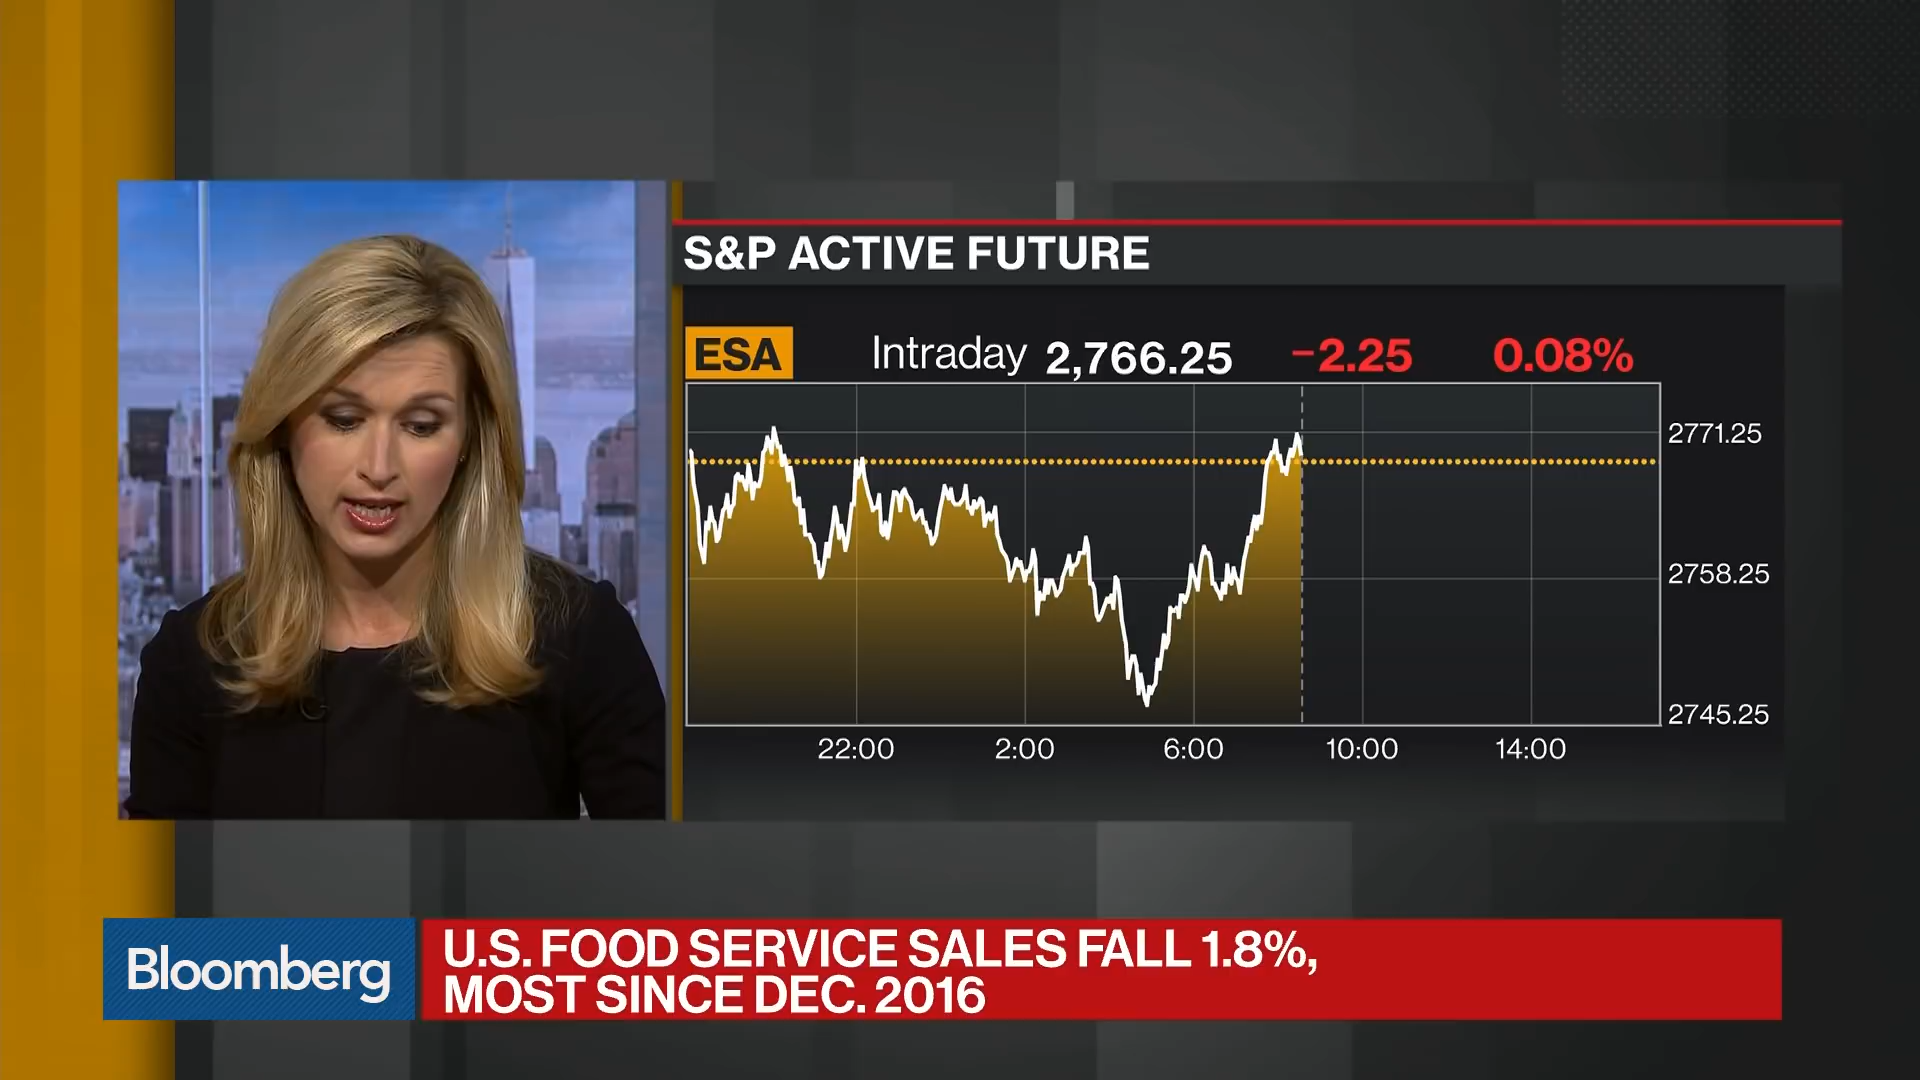 S&P ACTIVE FUTURE
ESA Intraday 2,766.25 −2.25 0.08%
2771.25
2758.25
2745.25
22:00 2:00 6:00 10:00 14:00
Bloomberg
U.S. FOOD SERVICE SALES FALL 1.8%,
MOST SINCE DEC. 2016